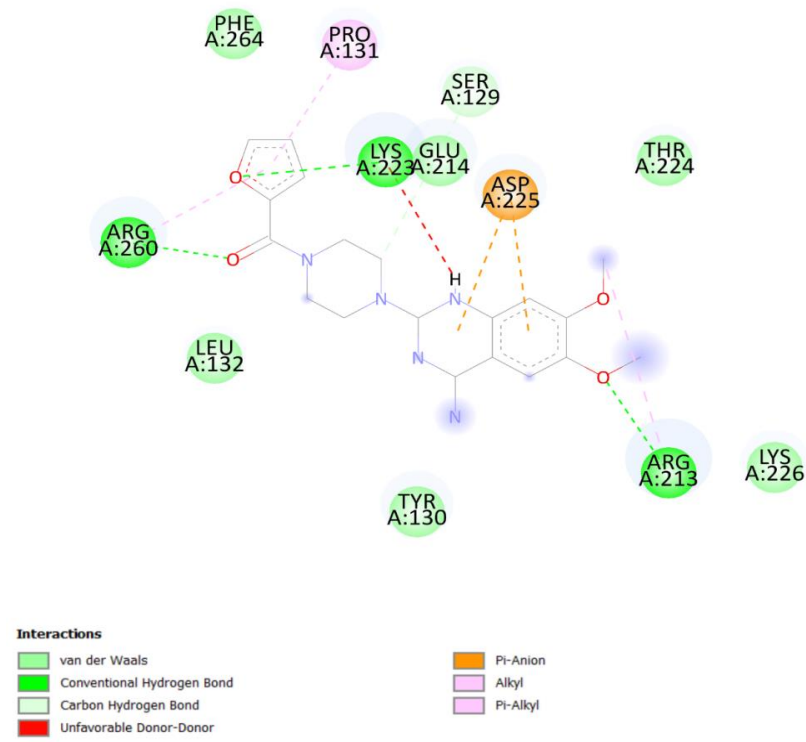 PHE
A:264
PRO
A:131
SER
A:129
LYS
A:223
GLU
A:214
THR
A:224
ASP
A:225
ARG
A:260
O
O
N
N
H
N
O
N
O
N
LEU
A:132
ARG
A:213
LYS
A:226
TYR
A:130
Interactions
van der Waals
Conventional Hydrogen Bond
Carbon Hydrogen Bond
Unfavorable Donor-Donor
Pi-Anion
Alkyl
Pi-Alkyl